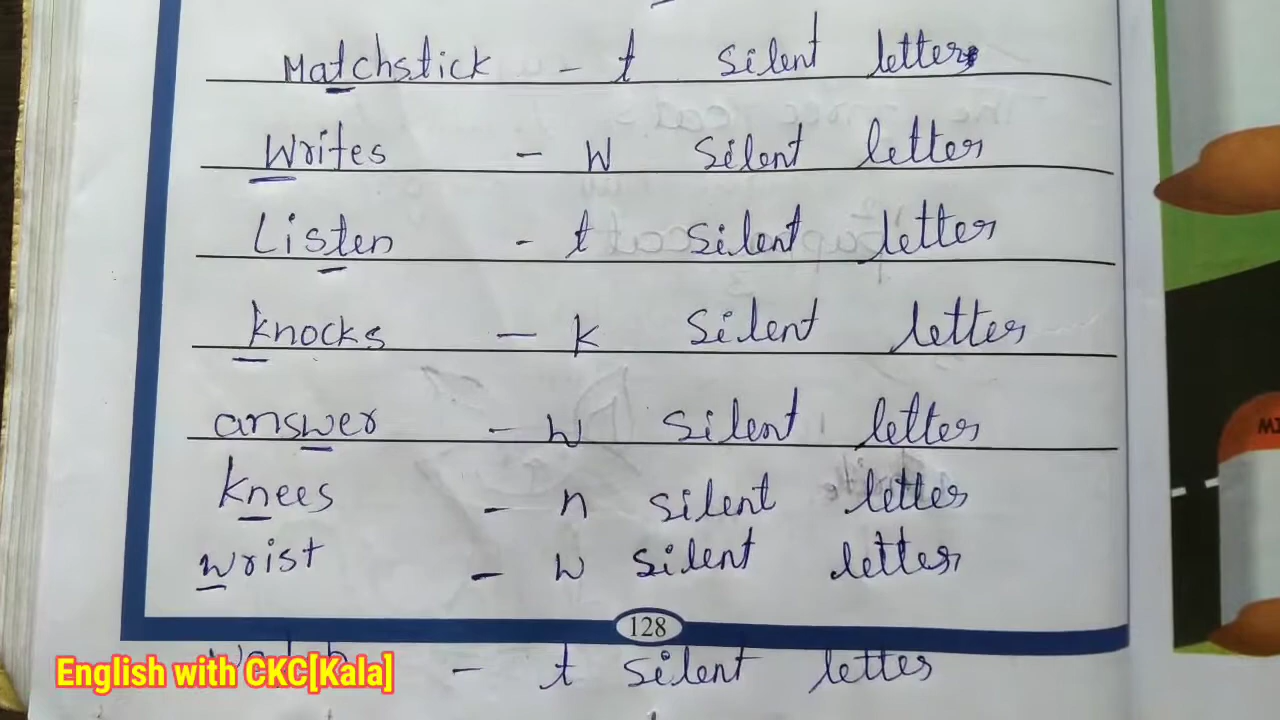 Matchstick - t silent letter
Writes - W silent letter
Listen - t silent letter
Knocks - k silent letter
answer - w silent letter
Knees - n silent letter
wrist - w silent letter
128
- t silent letter
English with CKC[Kala]